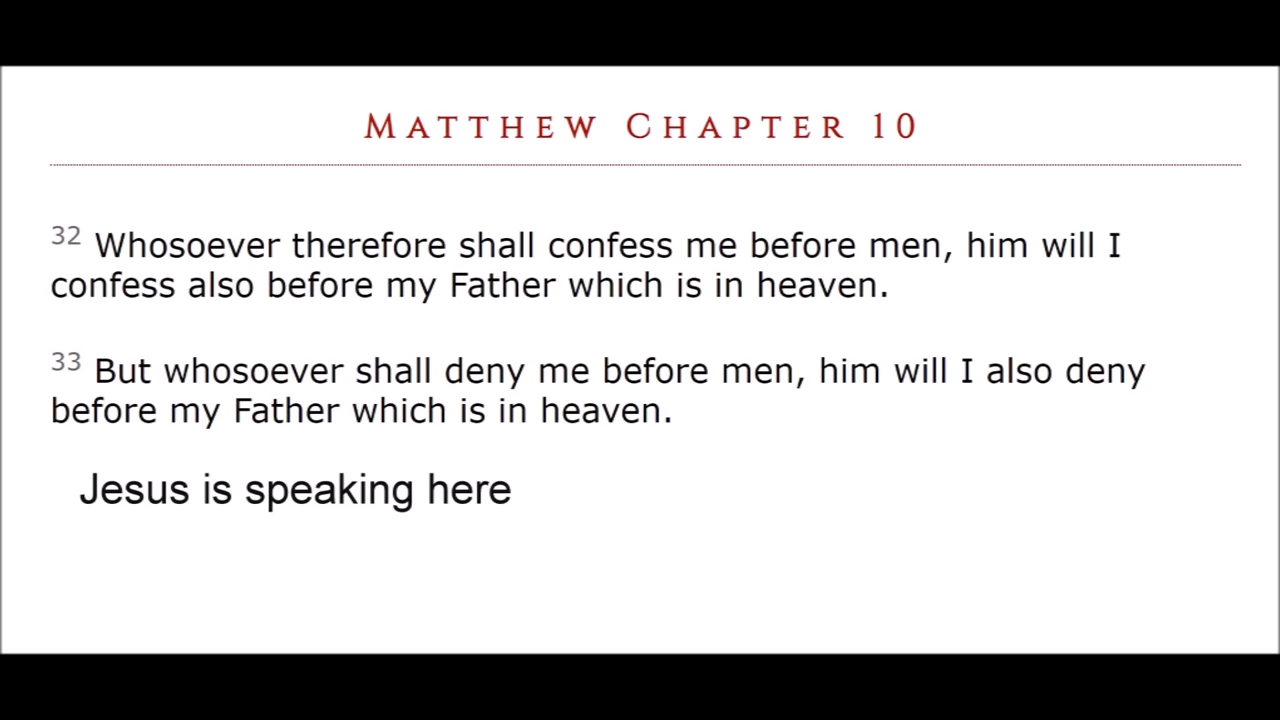 Matthew Chapter 10
32 Whosoever therefore shall confess me before men, him will I
confess also before my Father which is in heaven.
33 But whosoever shall deny me before men, him will I also deny
before my Father which is in heaven.
Jesus is speaking here